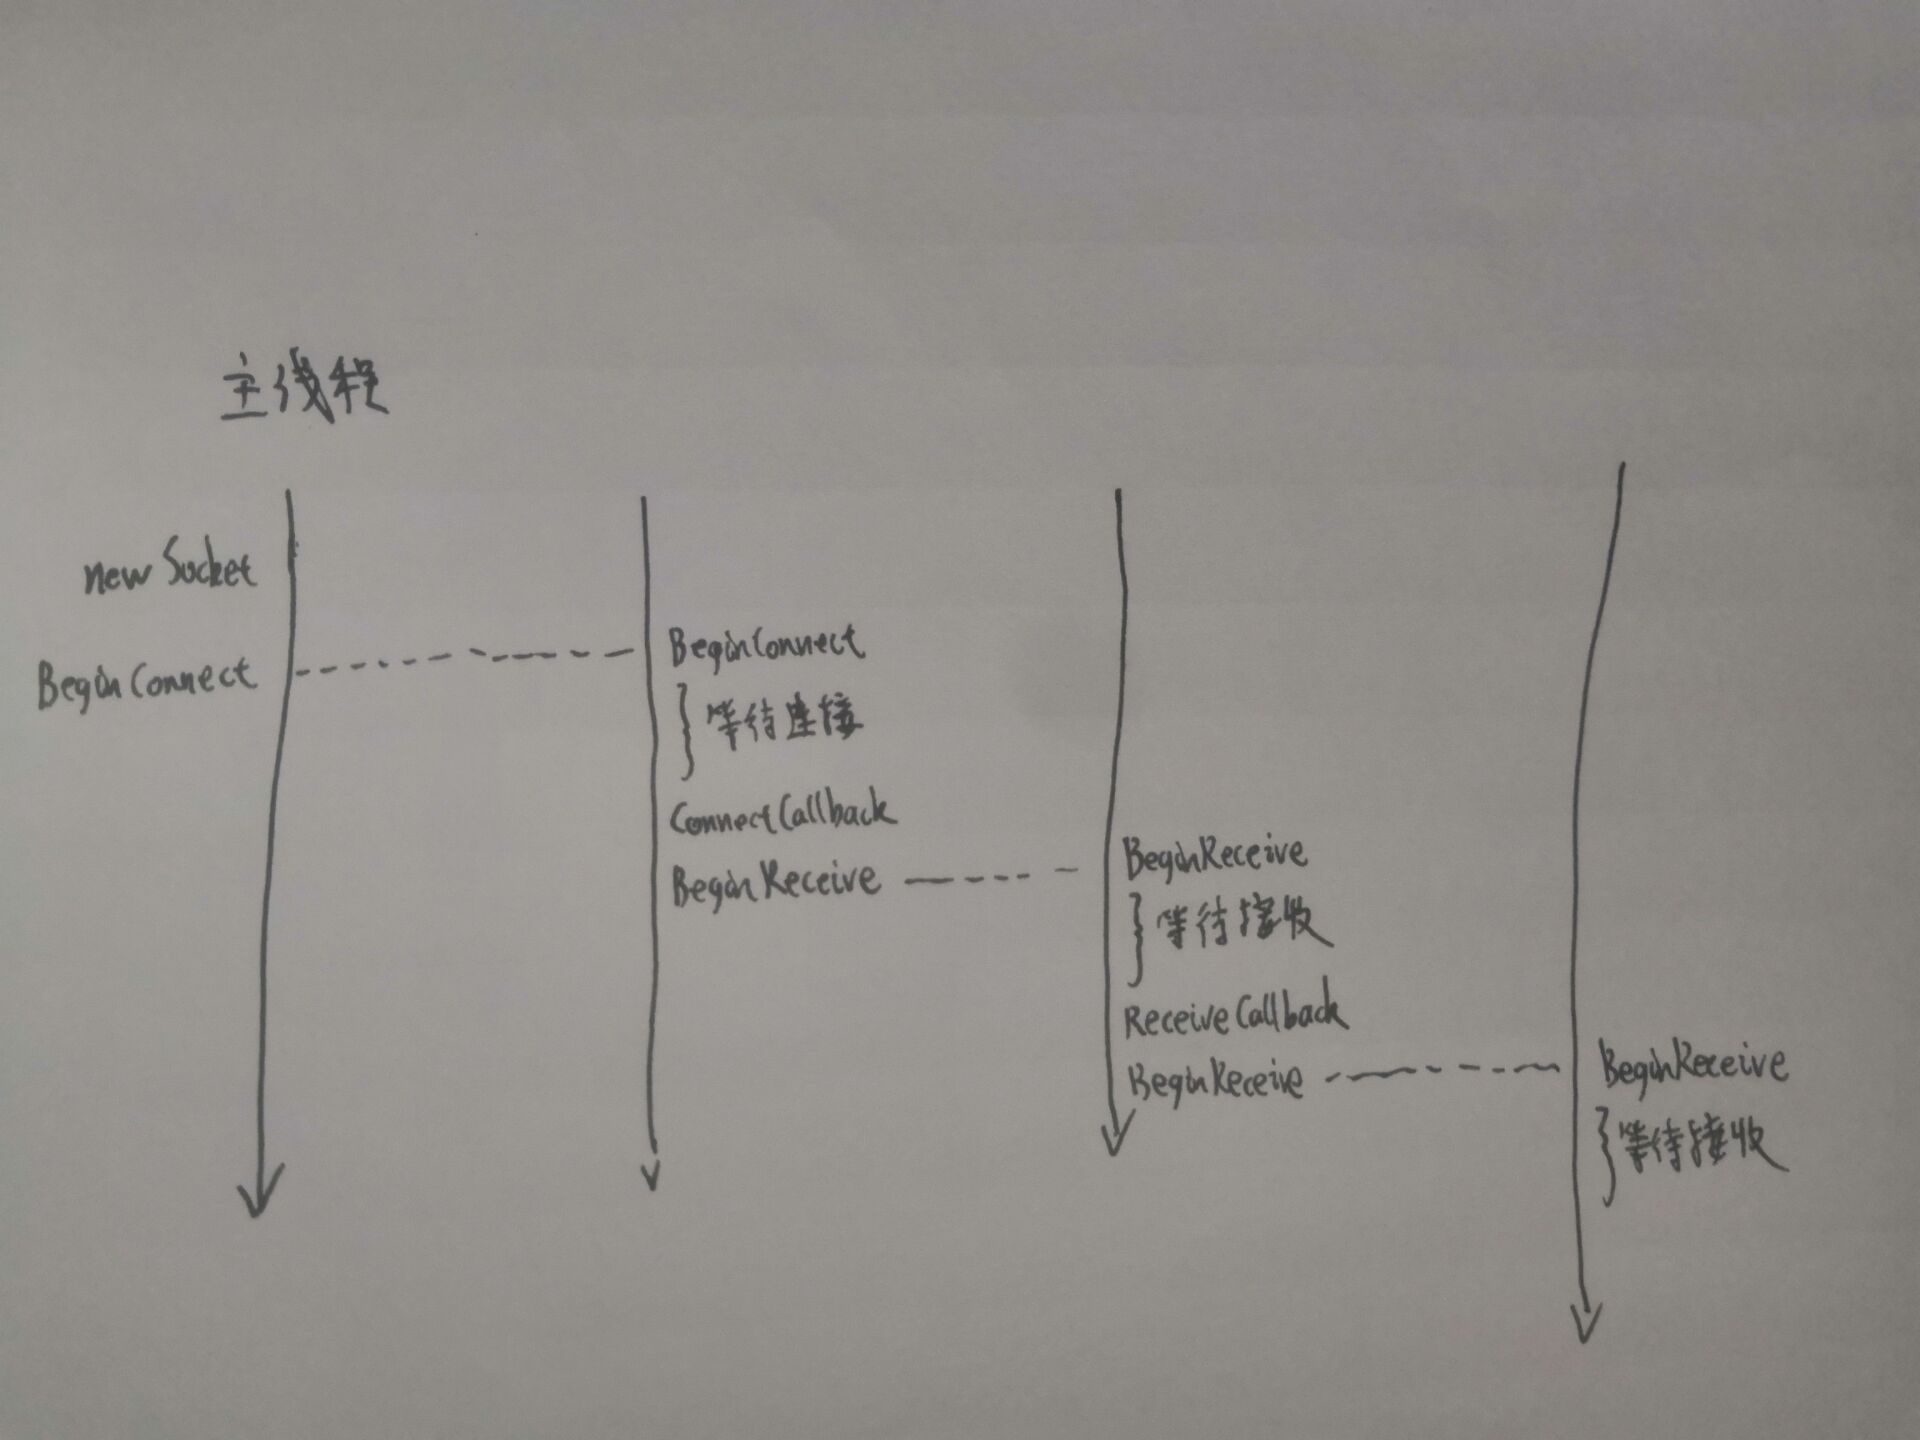 主线程
new Socket
BeginConnect
BeginConnect
等待连接
ConnectCallback
BeginReceive
BeginReceive
等待接收
ReceiveCallback
BeginReceive
BeginReceive
等待接收